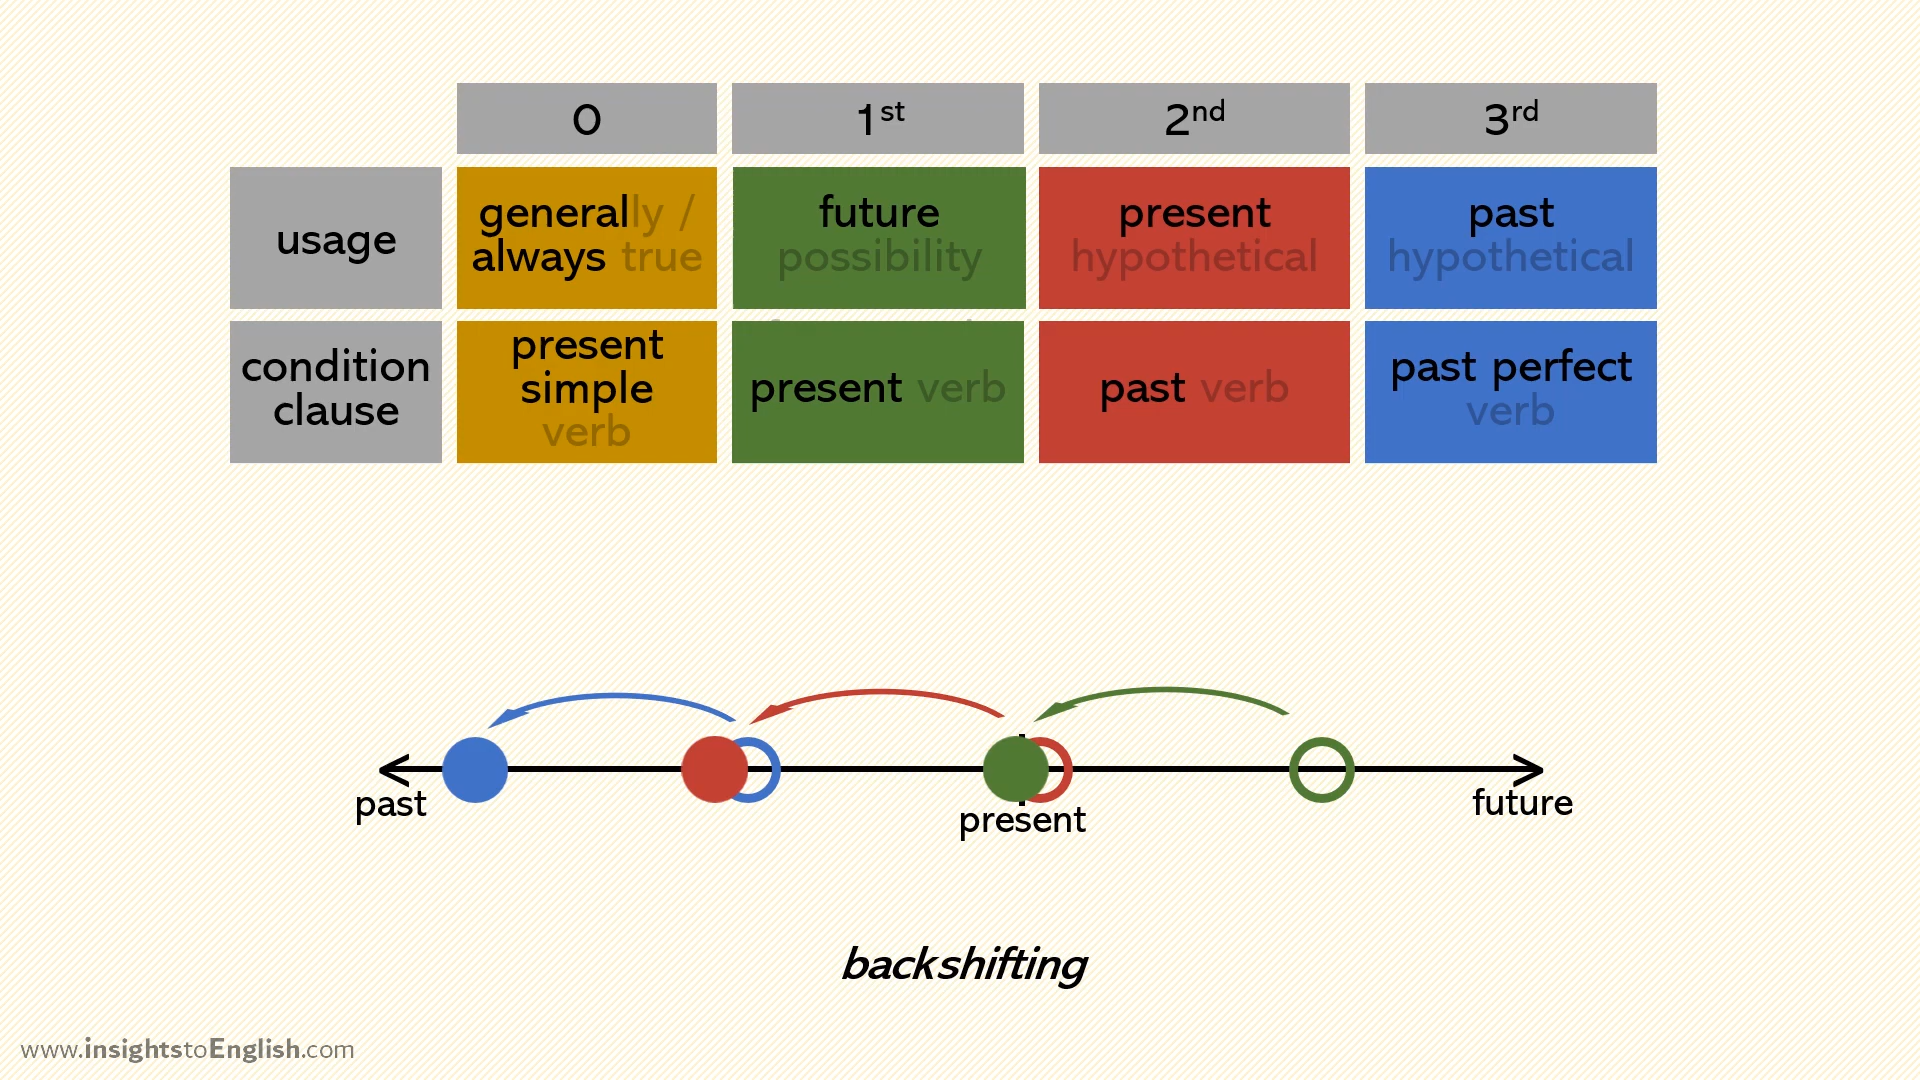 0
1st
2nd
3rd
usage
generally /
always true
future
possibility
present
hypothetical
past
hypothetical
condition
clause
present
simple
verb
present verb
past verb
past perfect
verb
past
present
future
backshifting
www.insightstoEnglish.com